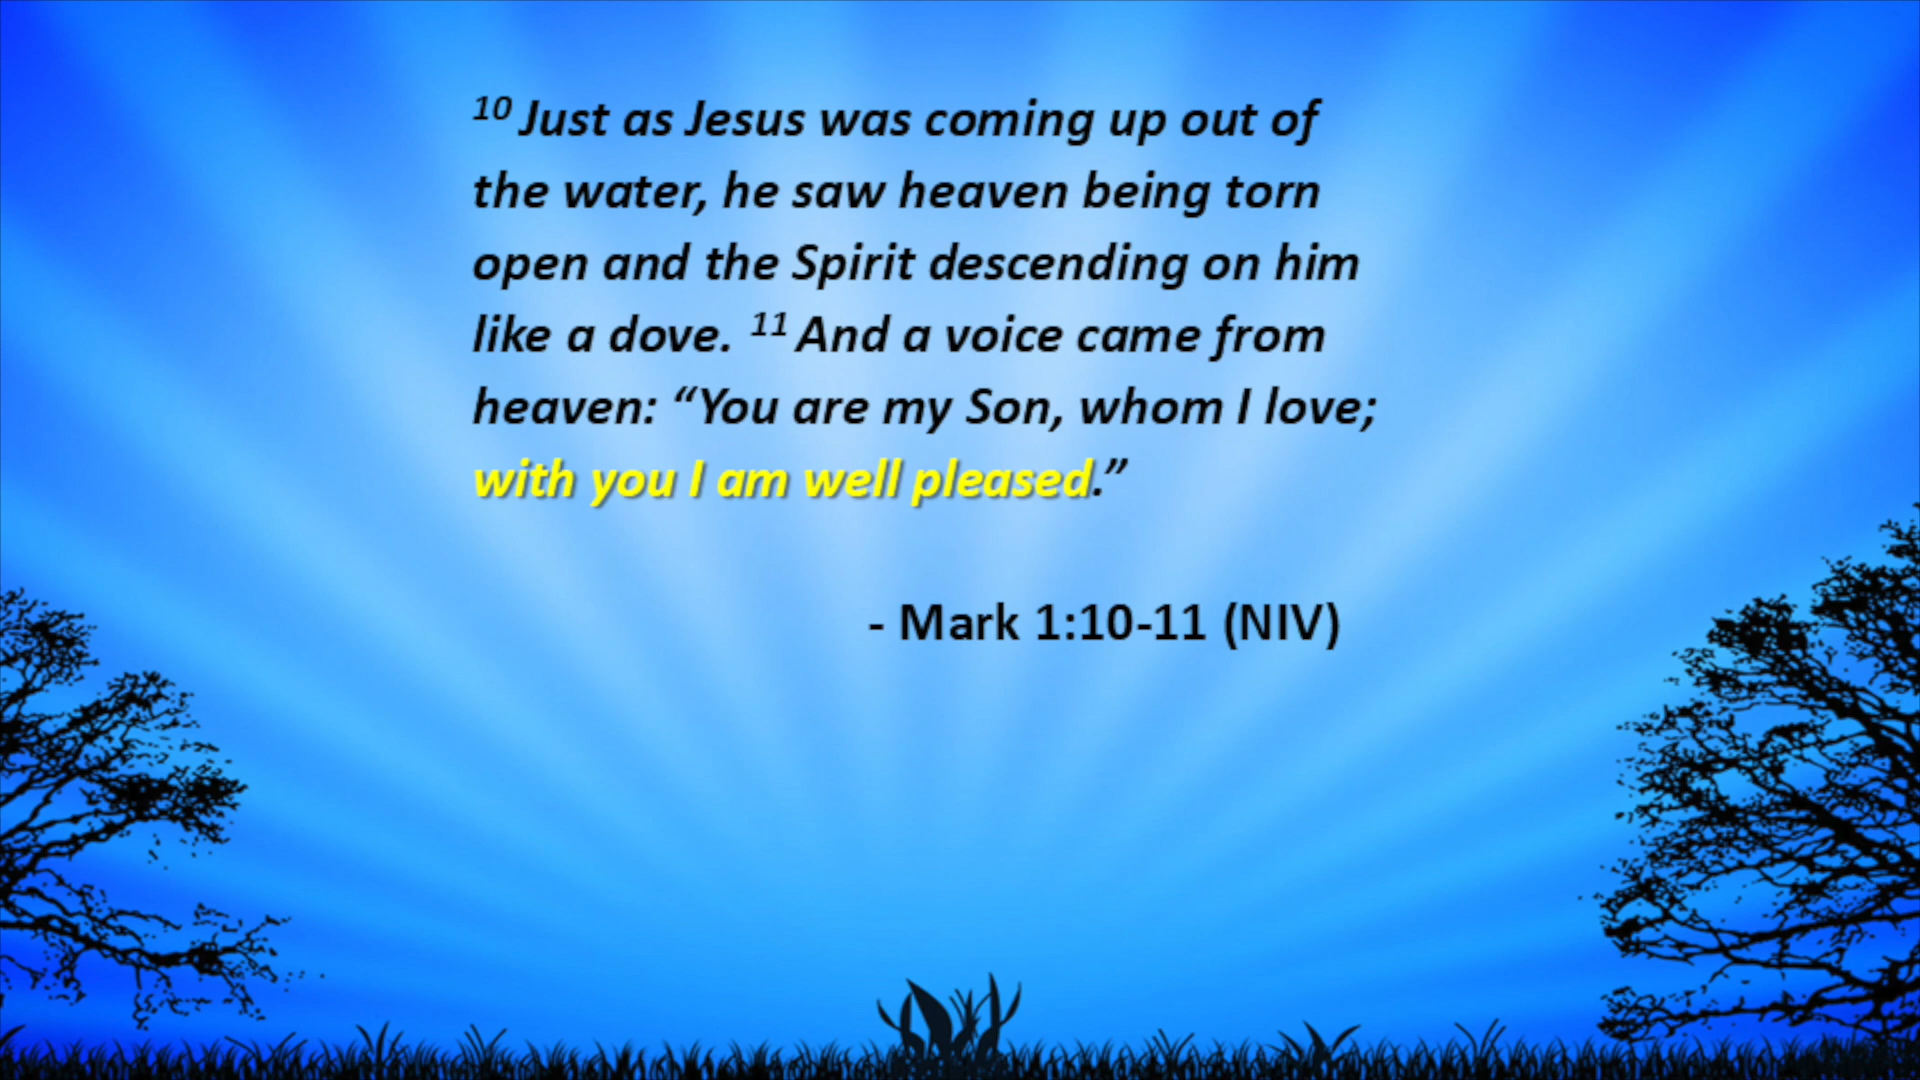 10 Just as Jesus was coming up out of
the water, he saw heaven being torn
open and the Spirit descending on him
like a dove. 11 And a voice came from
heaven: “You are my Son, whom I love;
with you I am well pleased.”
- Mark 1:10-11 (NIV)